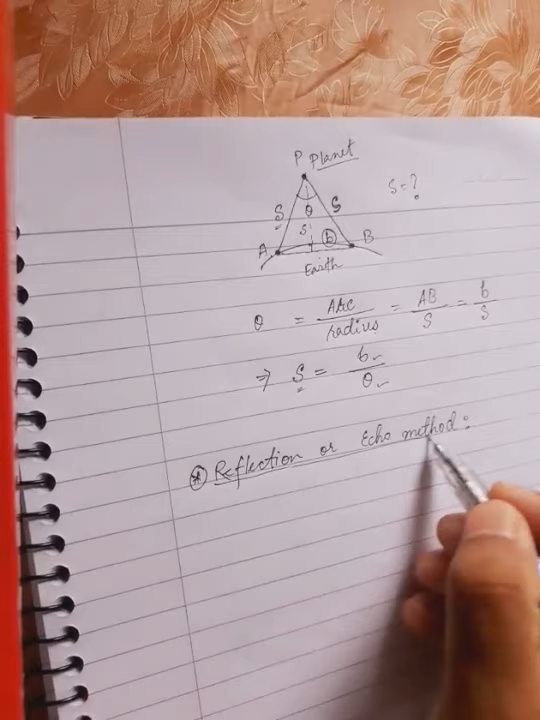 P Planet
S = ?
S θ S
S b
A B
Earth
θ = ARC / radius = AB / S = b / S
⇒ S = b / θ
* Reflection or Echo method: